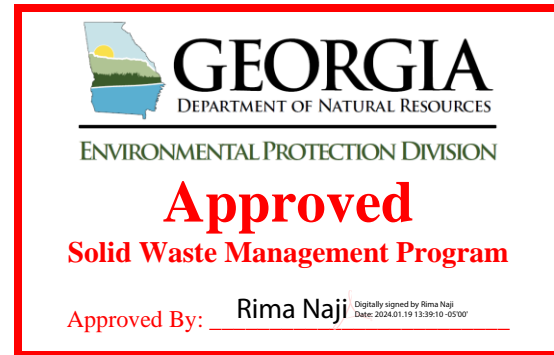 GEORGIA
DEPARTMENT OF NATURAL RESOURCES
ENVIRONMENTAL PROTECTION DIVISION
Approved
Solid Waste Management Program
Approved By: Rima Naji Digitally signed by Rima Naji
Date: 2024.01.19 13:39:10 -05'00'